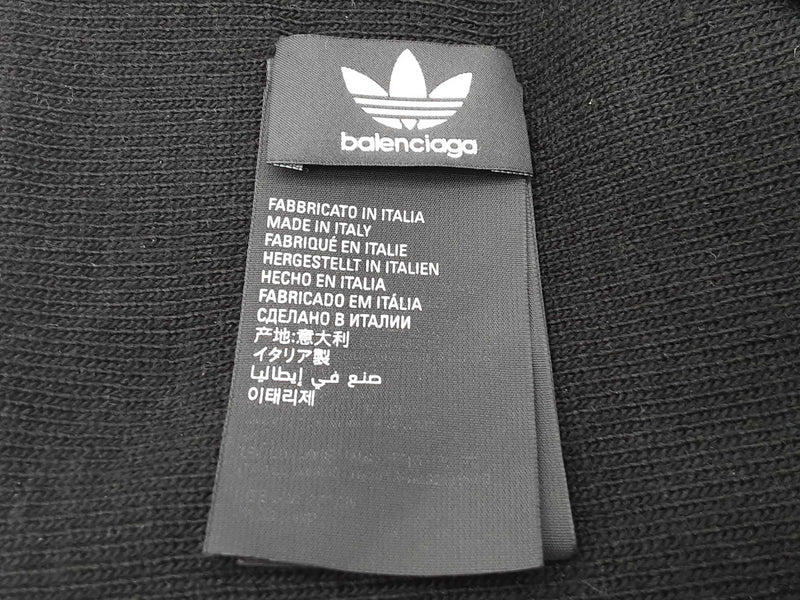 balenciaga
FABBRICATO IN ITALIA
MADE IN ITALY
FABRIQUÉ EN ITALIE
HERGESTELLT IN ITALIEN
HECHO EN ITALIA
FABRICADO EM ITÁLIA
СДЕЛАНО В ИТАЛИИ
产地:意大利
イタリア製
صنع في إيطاليا
이태리제